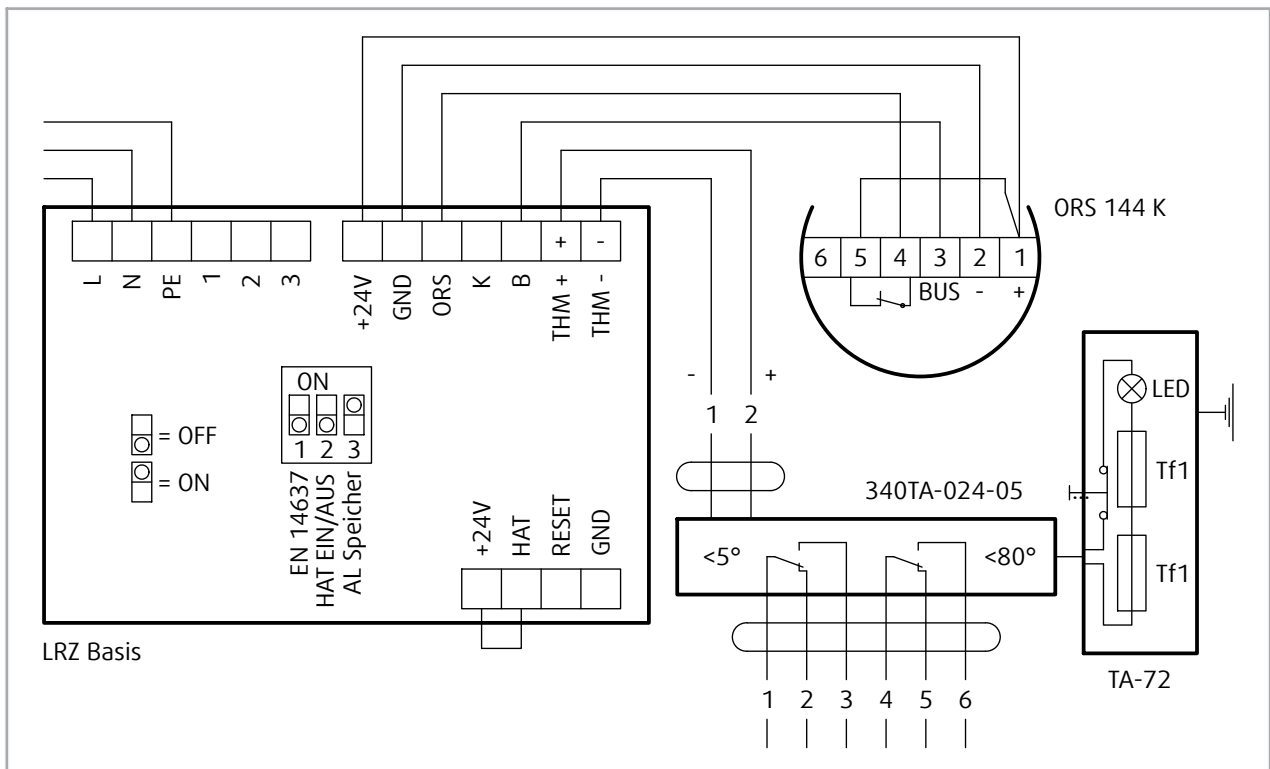 ORS 144 K
6 5 4 3 2 1
BUS - +
L N PE 1 2 3
+24V GND ORS K B THM + THM -
+ -
ON
1 2 3
EN 14637
HAT EIN/AUS
AL Speicher
= OFF
= ON
+24V HAT RESET GND
LRZ Basis
- +
1 2
340TA-024-05
<5° <80°
1 2 3 4 5 6
LED
Tf1
Tf1
TA-72